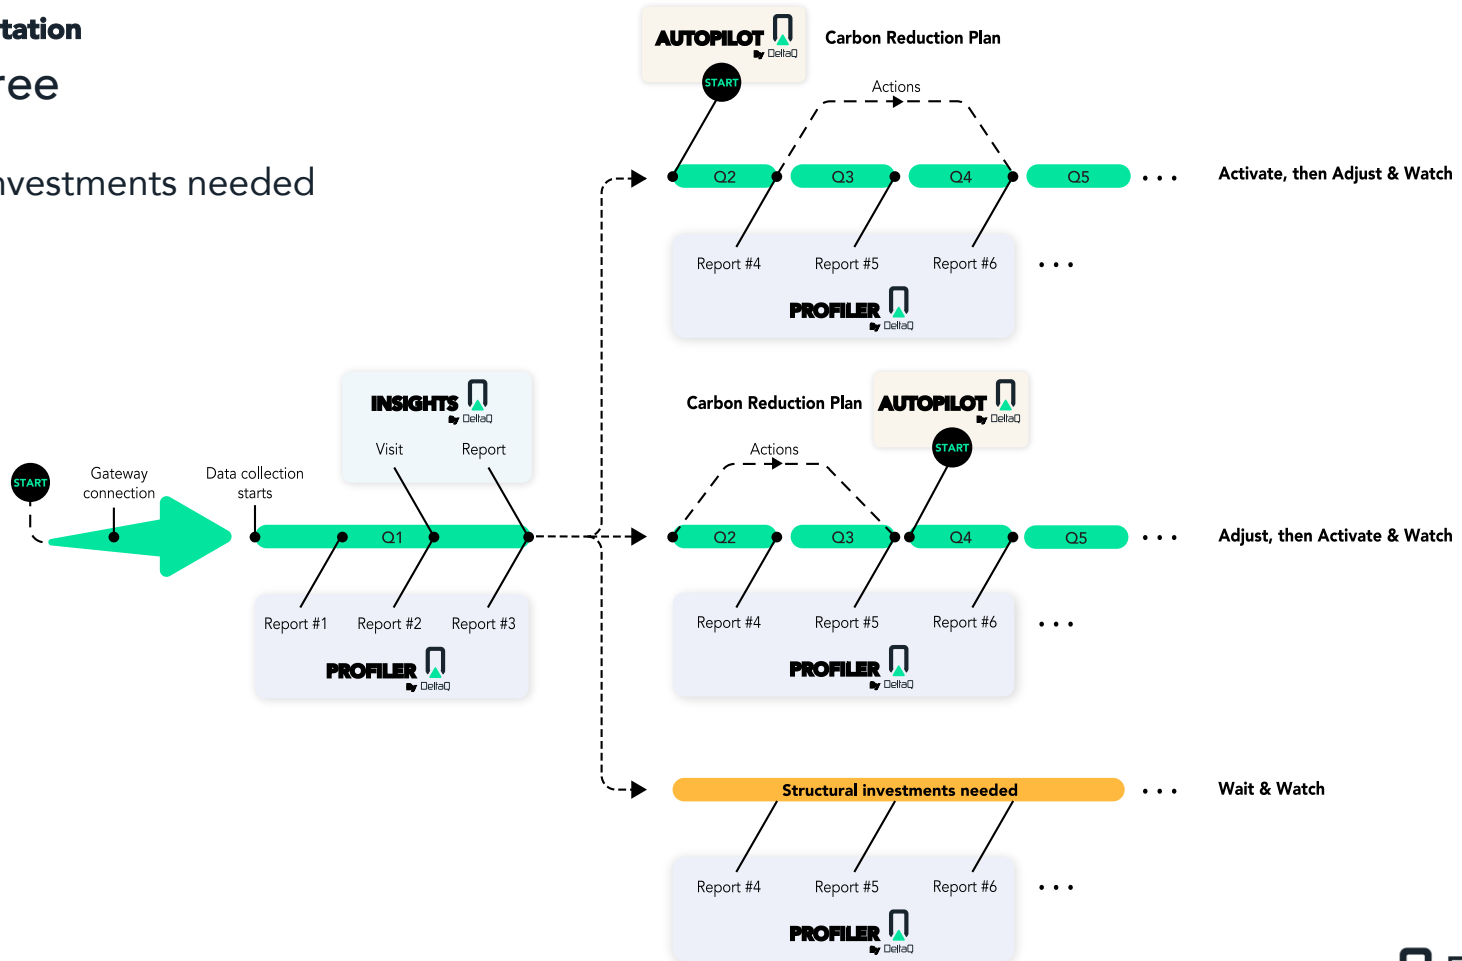 tation
ree
nvestments needed
AUTOPILOT
By DeltaQ
START
Carbon Reduction Plan
Actions
Q2
Q3
Q4
Q5
. . .
Activate, then Adjust & Watch
Report #4
Report #5
Report #6
. . .
PROFILER
By DeltaQ
START
Gateway
connection
Data collection
starts
INSIGHTS
By DeltaQ
Visit
Report
Q1
Report #1
Report #2
Report #3
PROFILER
By DeltaQ
Carbon Reduction Plan
AUTOPILOT
By DeltaQ
START
Actions
Q2
Q3
Q4
Q5
. . .
Adjust, then Activate & Watch
Report #4
Report #5
Report #6
. . .
PROFILER
By DeltaQ
Structural investments needed
. . .
Wait & Watch
Report #4
Report #5
Report #6
. . .
PROFILER
By DeltaQ